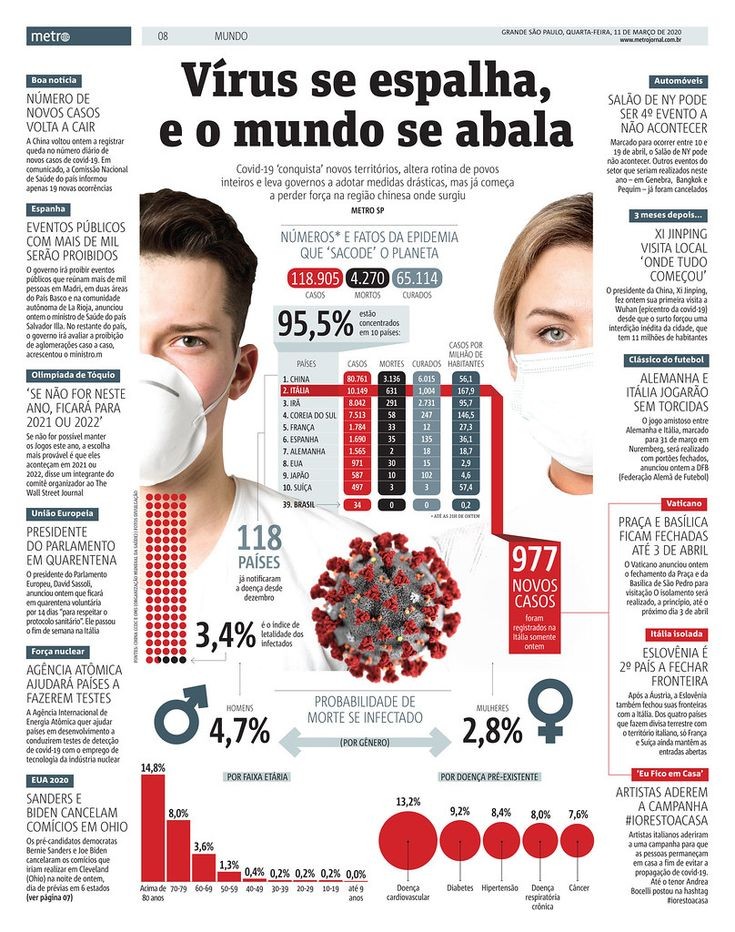 metro
08
MUNDO
GRANDE SÃO PAULO, QUARTA-FEIRA, 11 DE MARÇO DE 2020
www.metrojornal.com.br
Vírus se espalha,
e o mundo se abala
Covid-19 ‘conquista’ novos territórios, altera rotina de povos
inteiros e leva governos a adotar medidas drásticas, mas já começa
a perder força na região chinesa onde surgiu
METRO SP
Boa notícia
NÚMERO DE
NOVOS CASOS
VOLTA A CAIR
A China voltou ontem a registrar
queda no número diário de
novos casos de covid-19. Em
comunicado, a Comissão Nacional
de Saúde do país informou
apenas 19 novas ocorrências
Espanha
EVENTOS PÚBLICOS
COM MAIS DE MIL
SERÃO PROIBIDOS
O governo irá proibir eventos
públicos que reúnam mais de mil
pessoas em Madri, em duas áreas
do País Basco e na comunidade
autônoma de La Rioja, anunciou
ontem o ministro de Saúde do país
Salvador Illa. No restante do país,
o governo irá avaliar a proibição
de aglomerações caso a caso,
acrescentou o ministro.m
Olimpíada de Tóquio
‘SE NÃO FOR NESTE
ANO, FICARÁ PARA
2021 OU 2022’
Se não for possível manter
os Jogos este ano, a escolha
mais provável é que eles
aconteçam em 2021 ou
2022, disse um integrante do
comitê organizador ao The
Wall Street Journal
União Europeia
PRESIDENTE
DO PARLAMENTO
EM QUARENTENA
O presidente do Parlamento
Europeu, David Sassoli,
anunciou ontem que ficará
em quarentena voluntária
por 14 dias “para respeitar o
protocolo sanitário”. Ele passou
o fim de semana na Itália
Força nuclear
AGÊNCIA ATÔMICA
AJUDARÁ PAÍSES A
FAZEREM TESTES
A Agência Internacional de
Energia Atômica quer ajudar
países em desenvolvimento a
conduzirem testes de detecção
de covid-19 com o emprego de
tecnologia da indústria nuclear
EUA 2020
SANDERS E
BIDEN CANCELAM
COMÍCIOS EM OHIO
Os pré-candidatos democratas
Bernie Sanders e Joe Biden
cancelaram os comícios que
iriam realizar em Cleveland
(Ohio) na noite de ontem,
dia de prévias em 6 estados
(ver página 07)
NÚMEROS* E FATOS DA EPIDEMIA
QUE ‘SACODE’ O PLANETA
118.905 4.270 65.114
CASOS MORTOS CURADOS
95,5%
estão
concentrados
em 10 países:
PAÍSES CASOS MORTES CURADOS CASOS POR MILHÃO DE HABITANTES
1. CHINA 80.761 3.136 6.015 56,1
2. ITÁLIA 10.149 631 1,004 167,9
3. IRÃ 8.042 291 2.731 95,7
4. COREIA DO SUL 7.513 58 247 146,5
5. FRANÇA 1.784 33 12 27,3
6. ESPANHA 1.690 35 135 36,1
7. ALEMANHA 1.565 2 18 18,7
8. EUA 971 30 15 2,9
9. JAPÃO 587 10 102 4,6
10. SUÍÇA 497 3 3 57,4
39. BRASIL 34 0 0 0,2
* ATÉ AS 21H DE ONTEM
118
PAÍSES
já notificaram
a doença desde
dezembro
977
NOVOS
CASOS
foram
registrados na
Itália somente
ontem
3,4%
é o índice de
letalidade dos
infectados
PROBABILIDADE DE
MORTE SE INFECTADO
(POR GÊNERO)
HOMENS
4,7%
MULHERES
2,8%
POR FAIXA ETÁRIA
14,8% 8,0% 3,6% 1,3% 0,4% 0,2% 0,2% 0,2% 0,0%
Acima de 80 anos 70-79 60-69 50-59 40-49 30-39 20-29 10-19 até 9 anos
POR DOENÇA PRÉ-EXISTENTE
13,2% 9,2% 8,4% 8,0% 7,6%
Doença cardiovascular Diabetes Hipertensão Doença respiratória crônica Câncer
Automóveis
SALÃO DE NY PODE
SER 4º EVENTO A
NÃO ACONTECER
Marcado para ocorrer entre 10 e
19 de abril, o Salão de NY pode
não acontecer. Outros eventos do
setor que seriam realizados neste
ano – em Genebra, Bangkok e
Pequim – já foram cancelados
3 meses depois...
XI JINPING
VISITA LOCAL
‘ONDE TUDO
COMEÇOU’
O presidente da China, Xi Jinping,
fez ontem sua primeira visita a
Wuhan (epicentro da covid-19)
desde que o surto forçou uma
interdição inédita da cidade, que
tem 11 milhões de habitantes
Clássico do futebol
ALEMANHA E
ITÁLIA JOGARÃO
SEM TORCIDAS
O jogo amistoso entre
Alemanha e Itália, marcado
para 31 de março em
Nuremberg, será realizado
com portões fechados,
anunciou ontem a DFB
(Federação Alemã de Futebol)
Vaticano
PRAÇA E BASÍLICA
FICAM FECHADAS
ATÉ 3 DE ABRIL
O Vaticano anunciou ontem
o fechamento da Praça e da
Basílica de São Pedro para
visitação O isolamento será
realizado, a princípio, até o
próximo dia 3 de abril
Itália isolada
ESLOVÊNIA É
2º PAÍS A FECHAR
FRONTEIRA
Após a Áustria, a Eslovênia
também fechou suas fronteiras
com a Itália. Dos quatro países
que fazem divisa terrestre com
o território italiano, só França
e Suíça ainda mantêm as
entradas abertas
‘Eu Fico em Casa’
ARTISTAS ADEREM
A CAMPANHA
#IORESTOACASA
Artistas italianos aderiram
a uma campanha para que
as pessoas permaneçam
em casa a fim de evitar a
propagação de covid-19.
Até o tenor Andrea
Bocelli postou na hashtag
#iorestoacasa